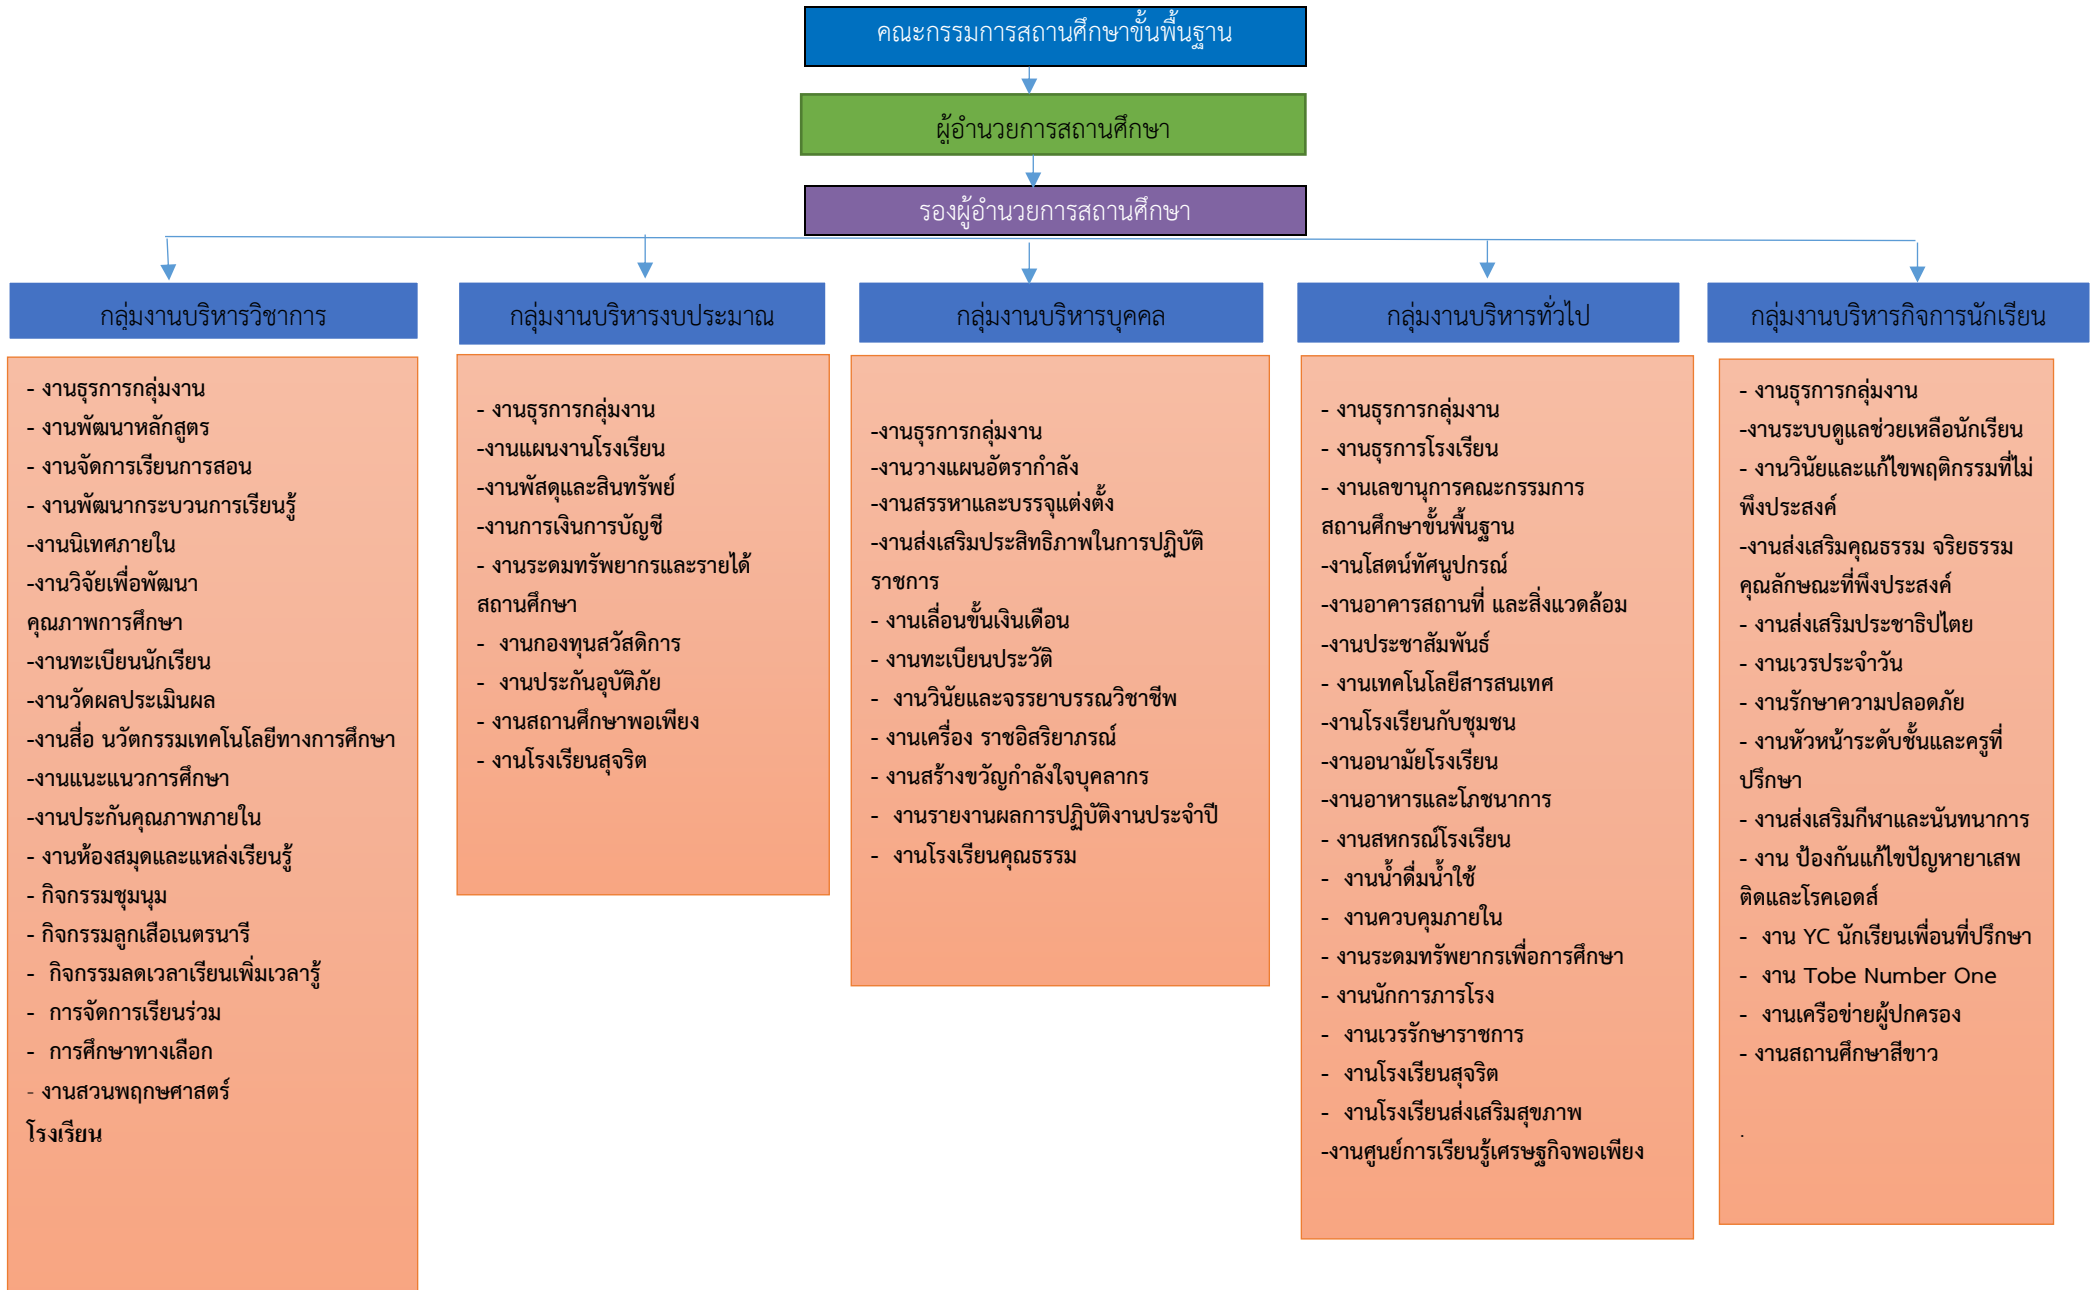 คณะกรรมการสถานศึกษาขั้นพื้นฐาน
ผู้อำนวยการสถานศึกษา
รองผู้อำนวยการสถานศึกษา
กลุ่มงานบริหารวิชาการ
- งานธุรการกลุ่มงาน
- งานพัฒนาหลักสูตร
- งานจัดการเรียนการสอน
- งานพัฒนากระบวนการเรียนรู้
-งานนิเทศภายใน
-งานวิจัยเพื่อพัฒนา
คุณภาพการศึกษา
-งานทะเบียนนักเรียน
-งานวัดผลประเมินผล
-งานสื่อ นวัตกรรมเทคโนโลยีทางการศึกษา
-งานแนะแนวการศึกษา
-งานประกันคุณภาพภายใน
- งานห้องสมุดและแหล่งเรียนรู้
- กิจกรรมชุมนุม
- กิจกรรมลูกเสือเนตรนารี
- กิจกรรมลดเวลาเรียนเพิ่มเวลารู้
- การจัดการเรียนร่วม
- การศึกษาทางเลือก
- งานสวนพฤกษศาสตร์
โรงเรียน
กลุ่มงานบริหารงบประมาณ
- งานธุรการกลุ่มงาน
-งานแผนงานโรงเรียน
-งานพัสดุและสินทรัพย์
-งานการเงินการบัญชี
- งานระดมทรัพยากรและรายได้
สถานศึกษา
- งานกองทุนสวัสดิการ
- งานประกันอุบัติภัย
- งานสถานศึกษาพอเพียง
- งานโรงเรียนสุจริต
กลุ่มงานบริหารบุคคล
-งานธุรการกลุ่มงาน
-งานวางแผนอัตรากำลัง
-งานสรรหาและบรรจุแต่งตั้ง
-งานส่งเสริมประสิทธิภาพในการปฏิบัติ
ราชการ
- งานเลื่อนขั้นเงินเดือน
- งานทะเบียนประวัติ
- งานวินัยและจรรยาบรรณวิชาชีพ
- งานเครื่อง ราชอิสริยาภรณ์
- งานสร้างขวัญกำลังใจบุคลากร
- งานรายงานผลการปฏิบัติงานประจำปี
- งานโรงเรียนคุณธรรม
กลุ่มงานบริหารทั่วไป
- งานธุรการกลุ่มงาน
- งานธุรการโรงเรียน
- งานเลขานุการคณะกรรมการ
สถานศึกษาขั้นพื้นฐาน
-งานโสตน์ทัศนูปกรณ์
-งานอาคารสถานที่ และสิ่งแวดล้อม
-งานประชาสัมพันธ์
- งานเทคโนโลยีสารสนเทศ
-งานโรงเรียนกับชุมชน
-งานอนามัยโรงเรียน
-งานอาหารและโภชนาการ
- งานสหกรณ์โรงเรียน
- งานน้ำดื่มน้ำใช้
- งานควบคุมภายใน
- งานระดมทรัพยากรเพื่อการศึกษา
- งานนักการภารโรง
- งานเวรรักษาราชการ
- งานโรงเรียนสุจริต
- งานโรงเรียนส่งเสริมสุขภาพ
-งานศูนย์การเรียนรู้เศรษฐกิจพอเพียง
กลุ่มงานบริหารกิจการนักเรียน
- งานธุรการกลุ่มงาน
-งานระบบดูแลช่วยเหลือนักเรียน
- งานวินัยและแก้ไขพฤติกรรมที่ไม่
พึงประสงค์
-งานส่งเสริมคุณธรรม จริยธรรม
คุณลักษณะที่พึงประสงค์
- งานส่งเสริมประชาธิปไตย
- งานเวรประจำวัน
- งานรักษาความปลอดภัย
- งานหัวหน้าระดับชั้นและครูที่
ปรึกษา
- งานส่งเสริมกีฬาและนันทนาการ
- งาน ป้องกันแก้ไขปัญหายาเสพ
ติดและโรคเอดส์
- งาน YC นักเรียนเพื่อนที่ปรึกษา
- งาน Tobe Number One
- งานเครือข่ายผู้ปกครอง
- งานสถานศึกษาสีขาว
.